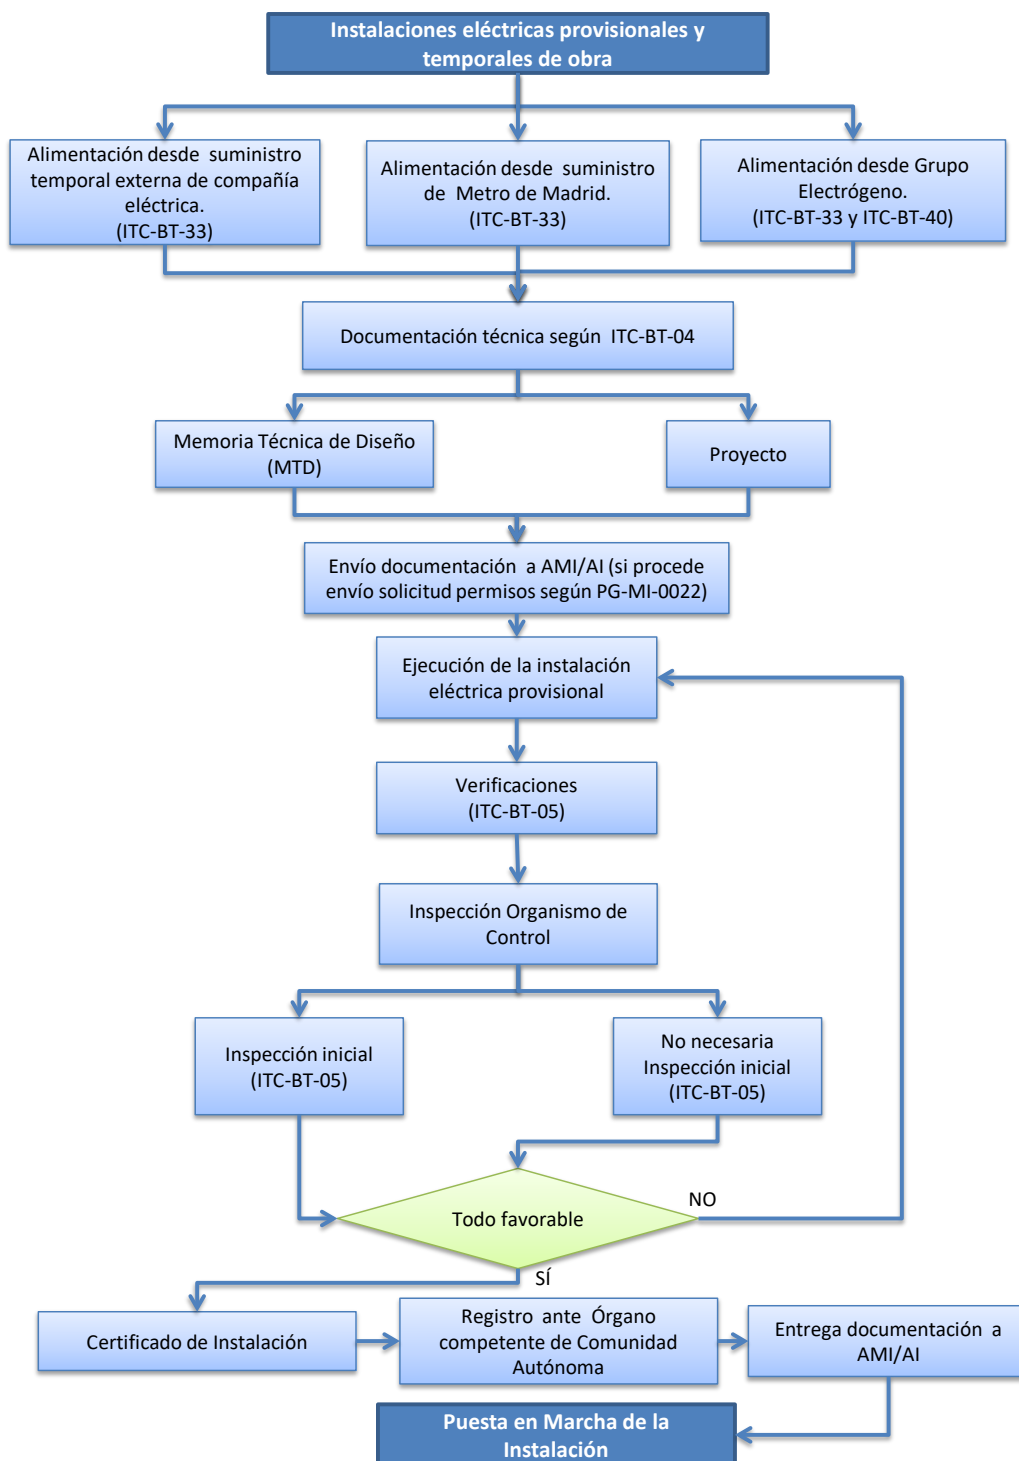 Instalaciones eléctricas provisionales y
temporales de obra
Alimentación desde suministro
temporal externa de compañía
eléctrica.
(ITC-BT-33)
Alimentación desde suministro
de Metro de Madrid.
(ITC-BT-33)
Alimentación desde Grupo
Electrógeno.
(ITC-BT-33 y ITC-BT-40)
Documentación técnica según ITC-BT-04
Memoria Técnica de Diseño
(MTD)
Proyecto
Envío documentación a AMI/AI (si procede
envío solicitud permisos según PG-MI-0022)
Ejecución de la instalación
eléctrica provisional
Verificaciones
(ITC-BT-05)
Inspección Organismo de
Control
Inspección inicial
(ITC-BT-05)
No necesaria
Inspección inicial
(ITC-BT-05)
Todo favorable
NO
SÍ
Certificado de Instalación
Registro ante Órgano
competente de Comunidad
Autónoma
Entrega documentación a
AMI/AI
Puesta en Marcha de la
Instalación